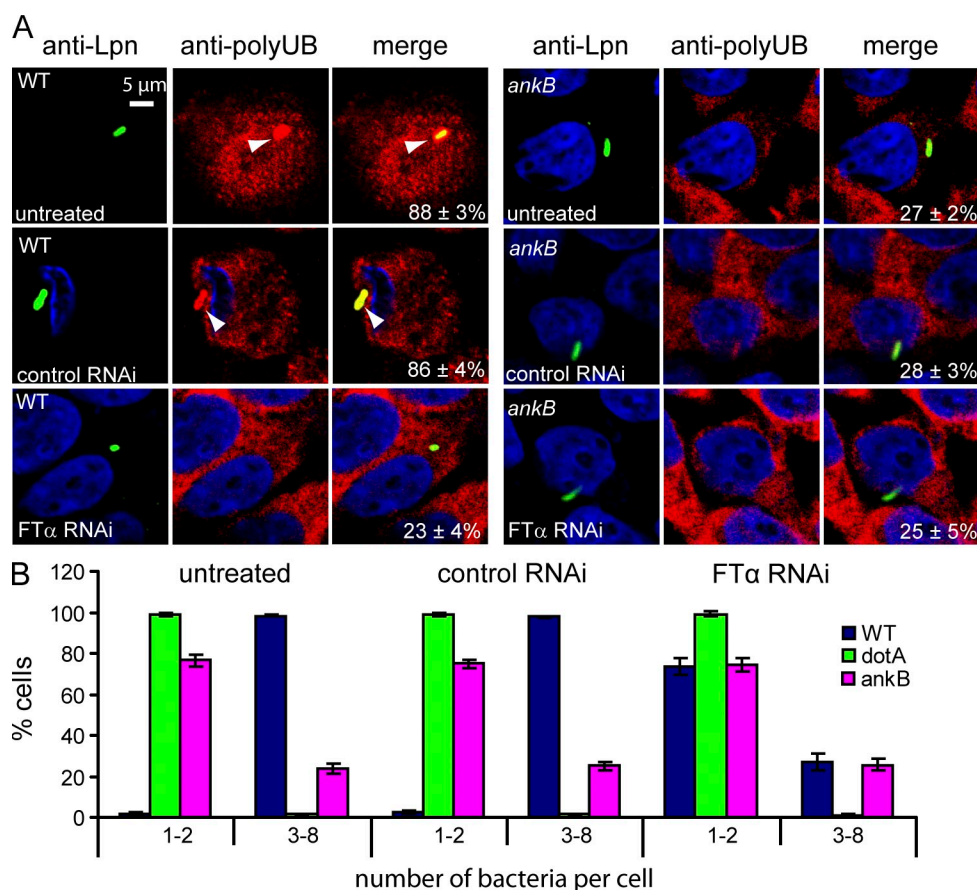 A
anti-Lpn anti-polyUB merge anti-Lpn anti-polyUB merge
WT
5 µm
untreated
88 ± 3%
ankB
untreated
27 ± 2%
WT
control RNAi
86 ± 4%
ankB
control RNAi
28 ± 3%
WT
FTα RNAi
23 ± 4%
ankB
FTα RNAi
25 ± 5%
B
untreated control RNAi FTα RNAi
% cells
120
100
80
60
40
20
0
WT
dotA
ankB
1-2 3-8 1-2 3-8 1-2 3-8
number of bacteria per cell